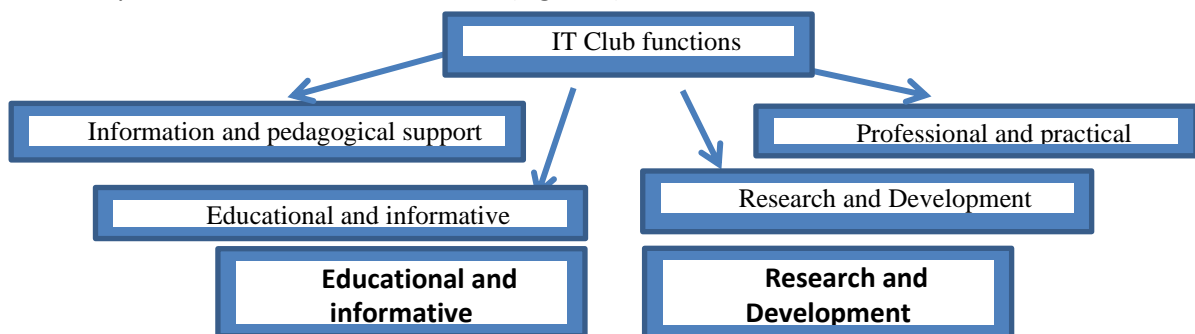 IT Club functions
Information and pedagogical support
Professional and practical
Educational and informative
Research and Development
Educational and
informative
Research and
Development